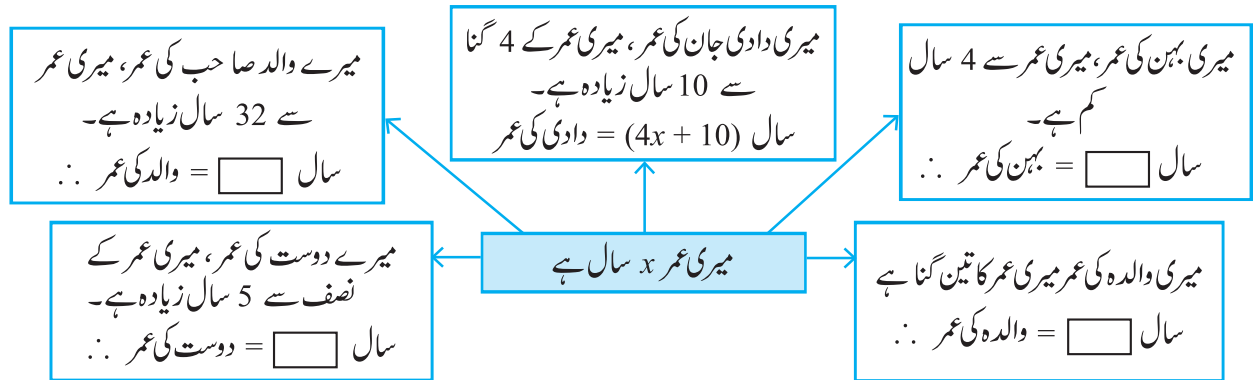 میری بہن کی عمر، میری عمر سے 4 سال
کم ہے۔
∴ بہن کی عمر = □ سال
میری دادی جان کی عمر، میری عمر کے 4 گنا
سے 10 سال زیادہ ہے۔
دادی کی عمر = (4x + 10) سال
میرے والد صاحب کی عمر، میری عمر
سے 32 سال زیادہ ہے۔
∴ والد کی عمر = □ سال
میری عمر x سال ہے
میری والدہ کی عمر میری عمر کا تین گنا ہے
∴ والدہ کی عمر = □ سال
میرے دوست کی عمر، میری عمر کے
نصف سے 5 سال زیادہ ہے۔
∴ دوست کی عمر = □ سال